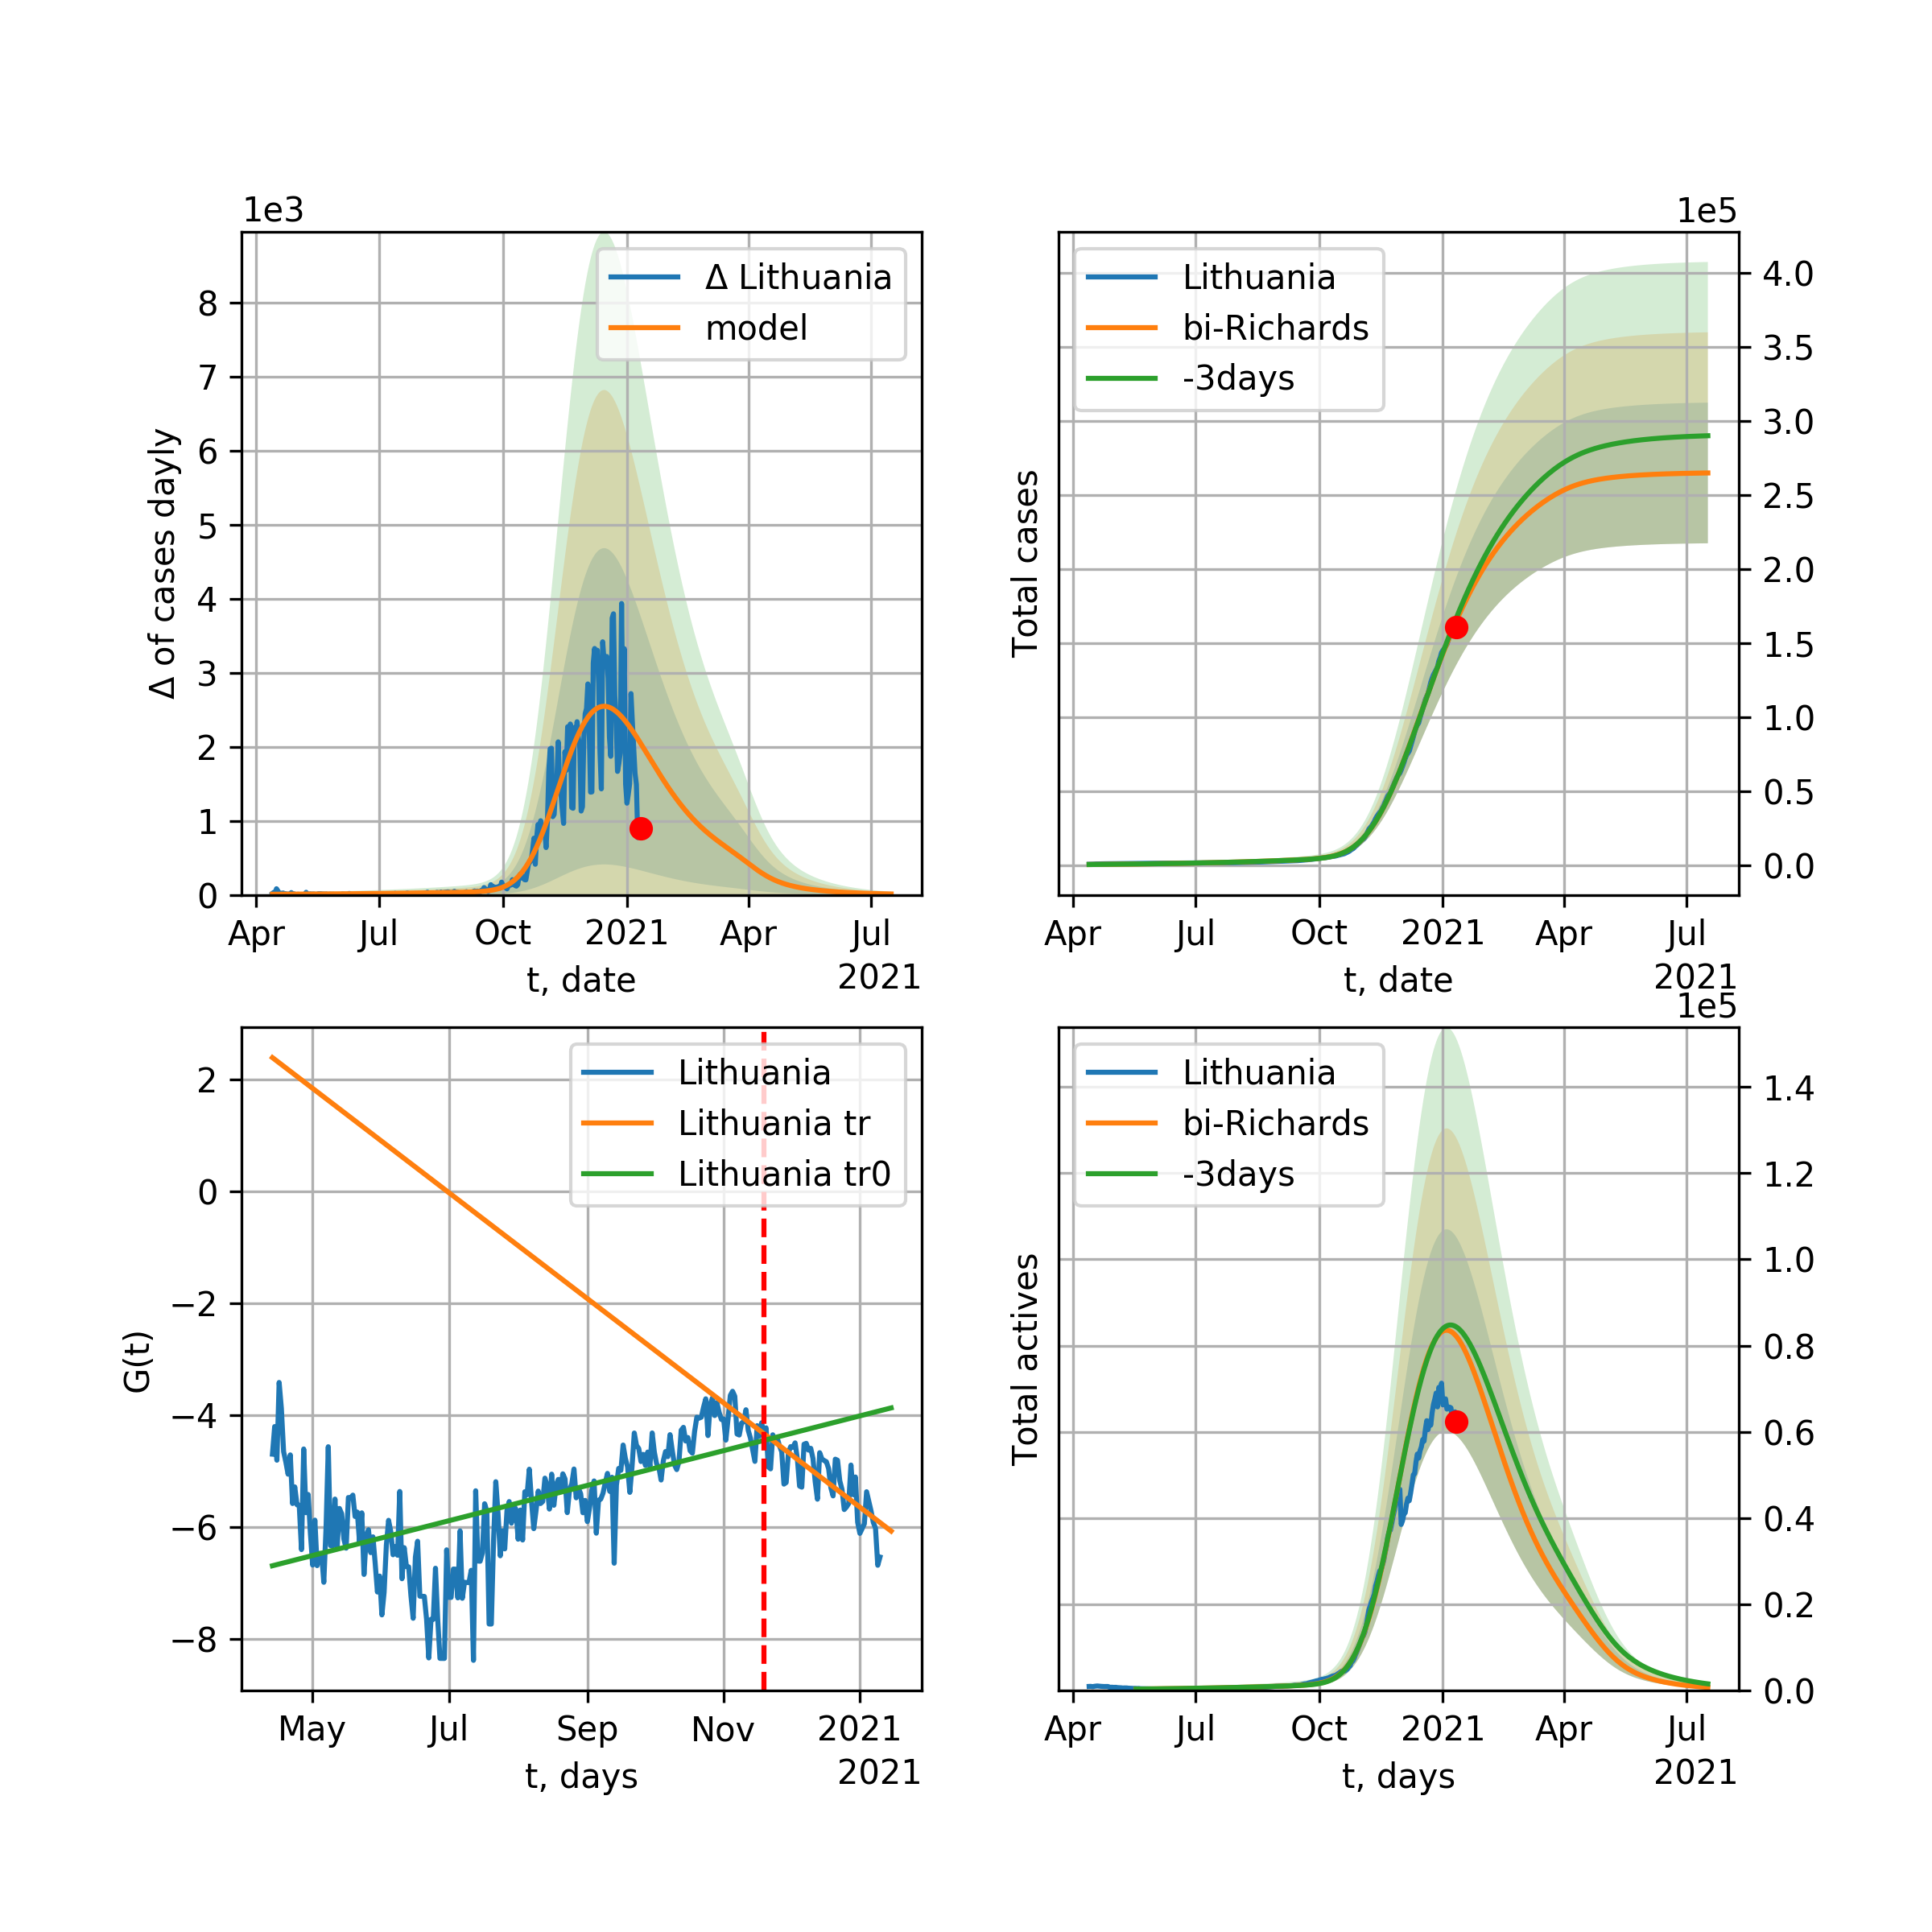 1e3
Δ of cases dayly
8
7
6
5
4
3
2
1
0
Δ Lithuania
model
Apr Jul Oct 2021 Apr Jul
2021
t, date
1e5
Total cases
Lithuania
bi-Richards
-3days
4.0
3.5
3.0
2.5
2.0
1.5
1.0
0.5
0.0
Apr Jul Oct 2021 Apr Jul
2021
t, date
G(t)
2
0
−2
−4
−6
−8
Lithuania
Lithuania tr
Lithuania tr0
May Jul Sep Nov 2021
2021
t, days
1e5
Total actives
Lithuania
bi-Richards
-3days
1.4
1.2
1.0
0.8
0.6
0.4
0.2
0.0
Apr Jul Oct 2021 Apr Jul
2021
t, days